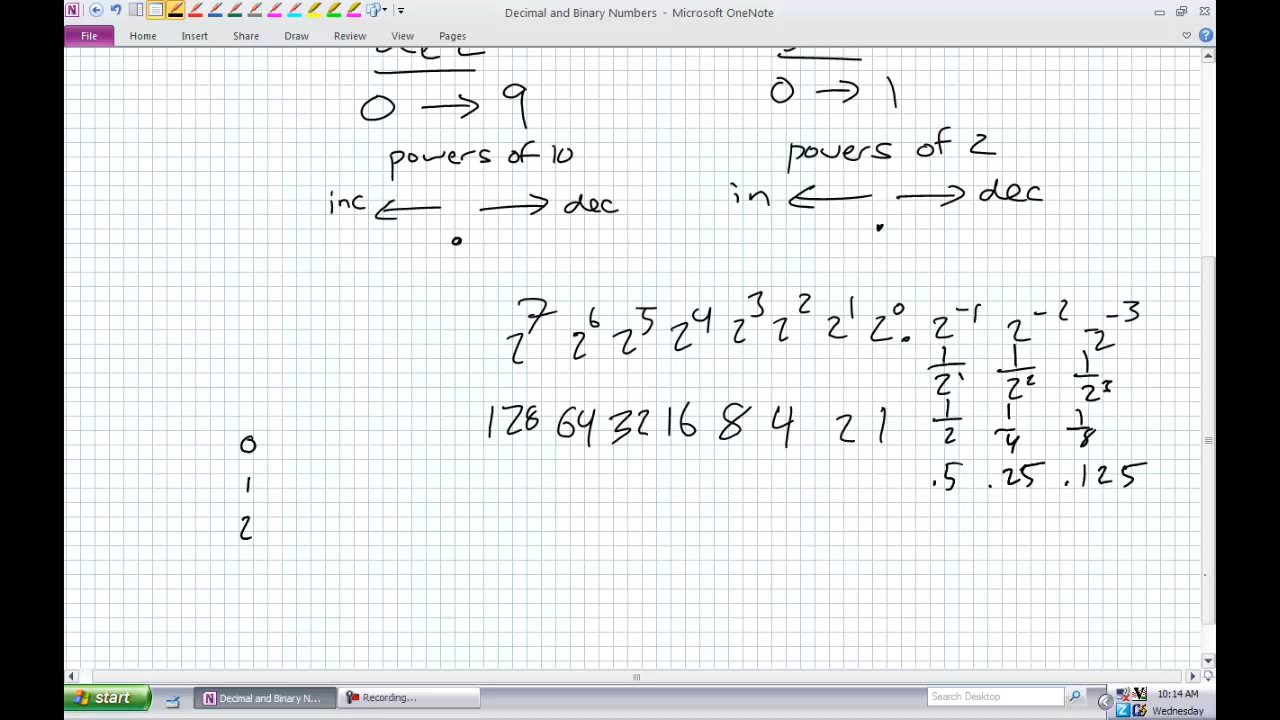 Decimal and Binary Numbers - Microsoft OneNote
File Home Insert Share Draw Review View Pages
0 → 9
0 → 1
powers of 10
powers of 2
inc ← → dec
in ← → dec
.
.
2^7 2^6 2^5 2^4 2^3 2^2 2^1 2^0 . 2^-1 2^-2 2^-3
1/2^1 1/2^2 1/2^3
128 64 32 16 8 4 2 1 1/2 1/4 1/8
.5 .25 .125
0
1
2
start Decimal and Binary N... Recording... Search Desktop 10:14 AM
Wednesday